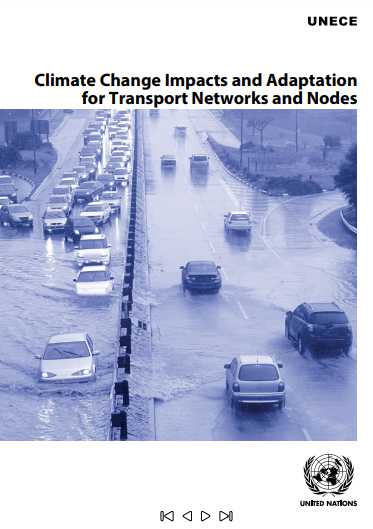 UNECE
Climate Change Impacts and Adaptation
for Transport Networks and Nodes
UNITED NATIONS